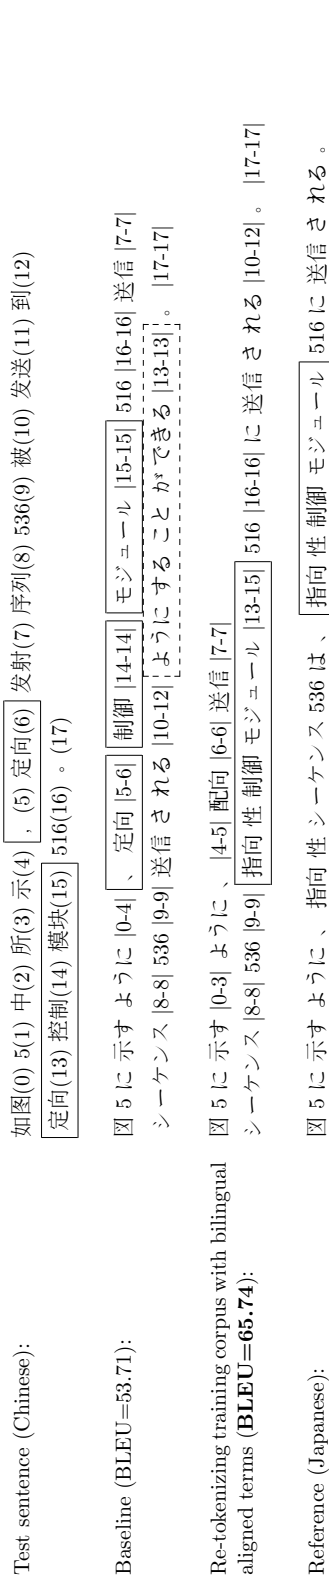 Test sentence (Chinese): 如图(0) 5(1) 中(2) 所(3) 示(4) , (5) 定向(6) 发射(7) 序列(8) 536(9) 被(10) 发送(11) 到(12)
定向(13) 控制(14) 模块(15) 516(16) 。(17)
Baseline (BLEU=53.71): 図 5 に 示す ように |0-4| 、 定向 |5-6| 制御 |14-14| モジュール |15-15| 516 |16-16| 送信 |7-7|
シーケンス |8-8| 536 |9-9| 送信 さ れる |10-12| ように する こと が できる |13-13| 。 |17-17|
Re-tokenizing training corpus with bilingual
aligned terms (BLEU=65.74): 図 5 に 示す |0-3| ように 、 |4-5| 配向 |6-6| 送信 |7-7|
シーケンス |8-8| 536 |9-9| 指向 性 制御 モジュール |13-15| 516 |16-16| に 送信 さ れる |10-12| 。 |17-17|
Reference (Japanese): 図 5 に 示す ように 、 指向 性 シーケンス 536 は 、 指向 性 制御 モジュール 516 に 送信 さ れる 。